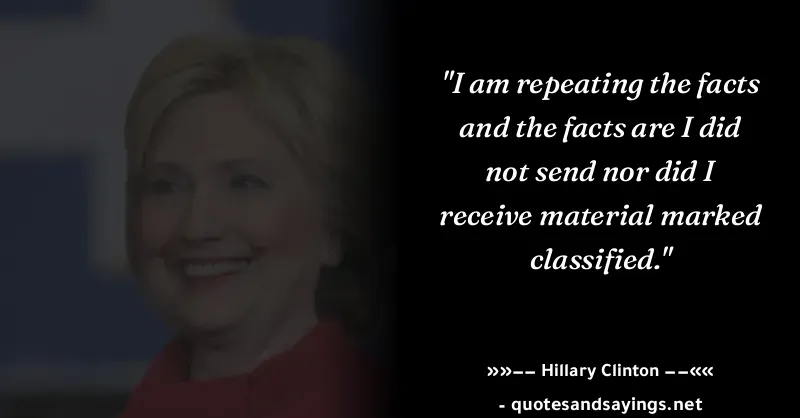 "I am repeating the facts
and the facts are I did
not send nor did I
receive material marked
classified."
»»–– Hillary Clinton ––««
- quotesandsayings.net